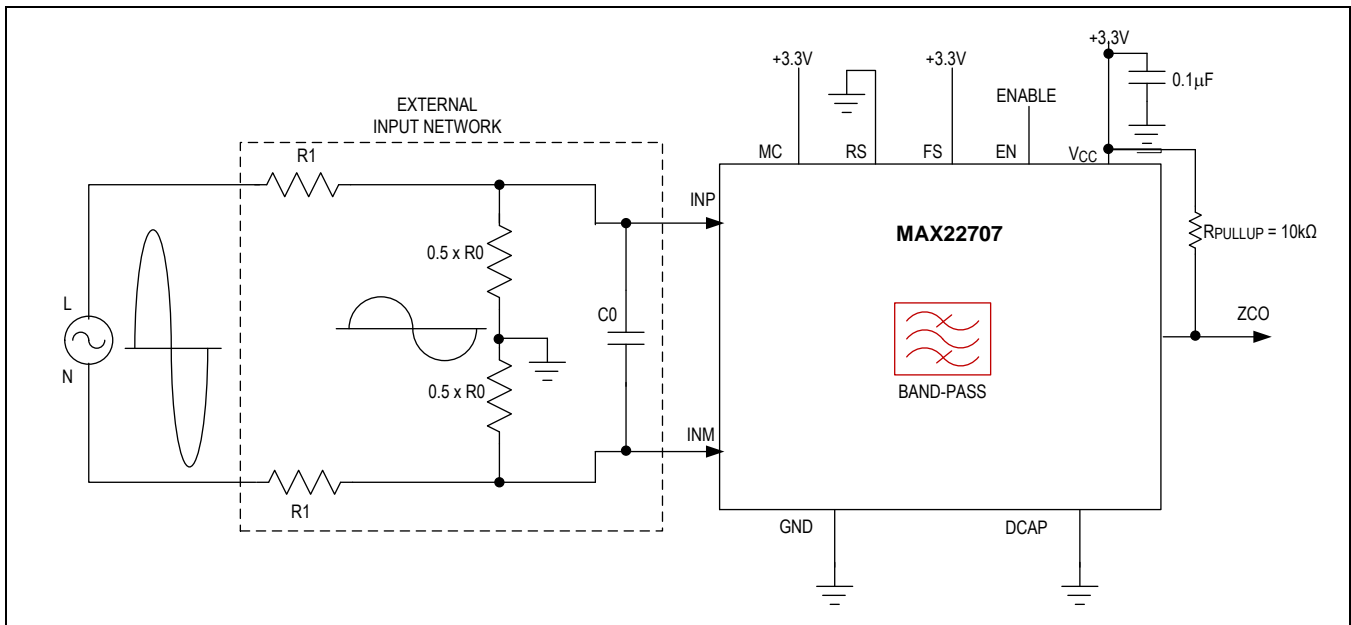 +3.3V
+3.3V
+3.3V
0.1μF
ENABLE
EXTERNAL
INPUT NETWORK
R1
MC
RS
FS
EN
VCC
INP
MAX22707
RPULLUP = 10kΩ
0.5 x R0
L
C0
ZCO
N
0.5 x R0
BAND-PASS
INM
R1
GND
DCAP